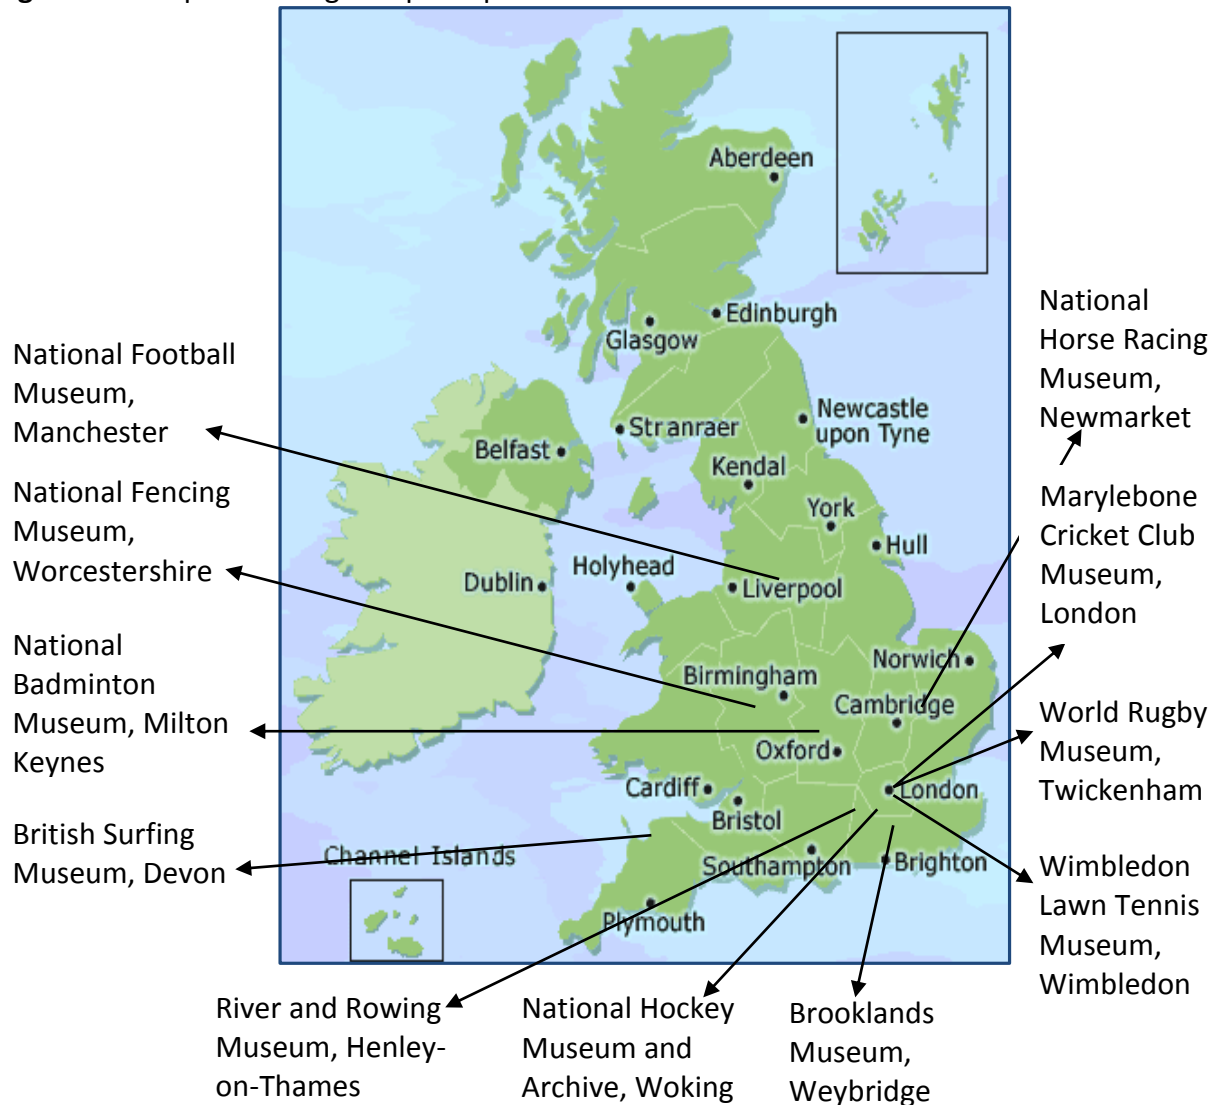 Aberdeen
Edinburgh
Glasgow
Stranraer
Newcastle
upon Tyne
Belfast
Kendal
York
Hull
Holyhead
Dublin
Liverpool
Norwich
Birmingham
Cambridge
Oxford
Cardiff
London
Bristol
Channel Islands
Southampton
Brighton
Plymouth
National Football
Museum,
Manchester
National Fencing
Museum,
Worcestershire
National
Badminton
Museum, Milton
Keynes
British Surfing
Museum, Devon
National
Horse Racing
Museum,
Newmarket
Marylebone
Cricket Club
Museum,
London
World Rugby
Museum,
Twickenham
Wimbledon
Lawn Tennis
Museum,
Wimbledon
River and Rowing
Museum, Henley-
on-Thames
National Hockey
Museum and
Archive, Woking
Brooklands
Museum,
Weybridge